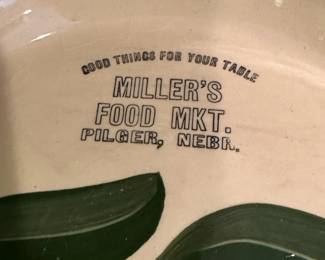 GOOD THINGS FOR YOUR TABLE
MILLER'S
FOOD MKT.
PILGER, NEBR.